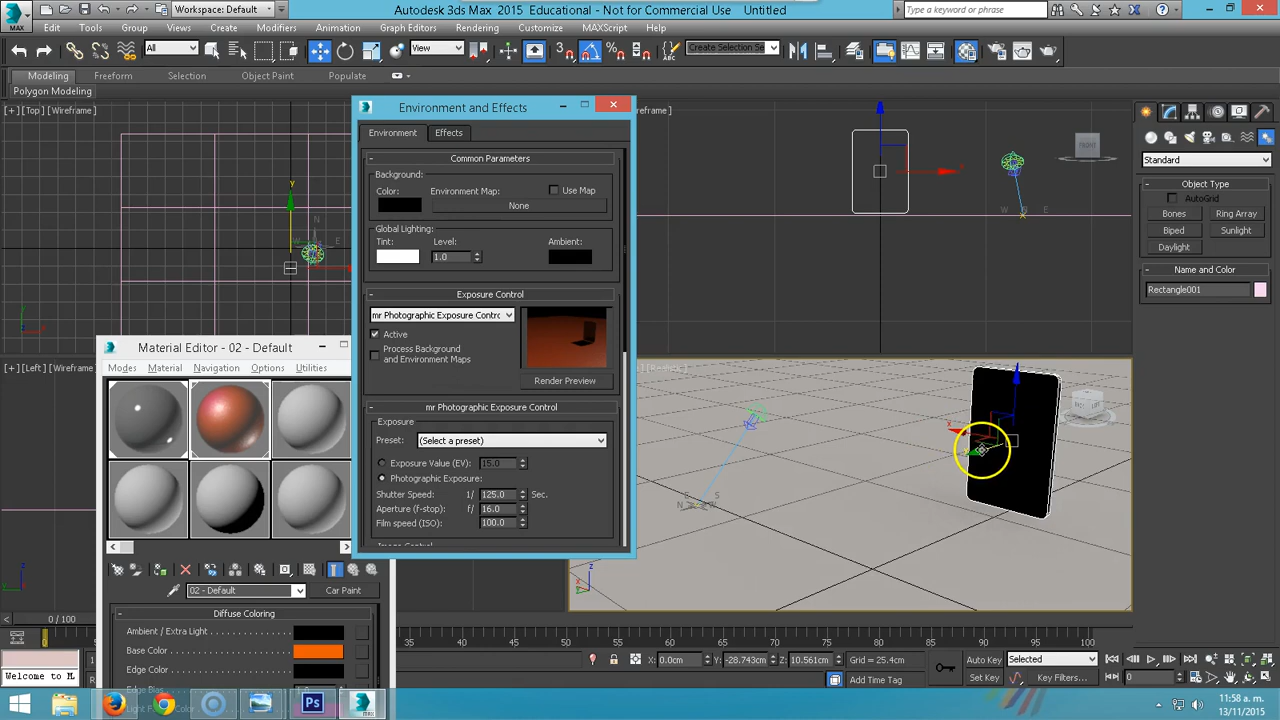 Workspace: Default
Autodesk 3ds Max 2015 Educational - Not for Commercial Use Untitled
Type a keyword or phrase
MAX
Edit Tools Group Views Create Modifiers Animation Graph Editors Rendering Customize MAXScript Help
All
View
Create Selection Se
Modeling Freeform Selection Object Paint Populate
Polygon Modeling
[+] [Top] [Wireframe]
Environment and Effects
Environment Effects
Common Parameters
Background:
Color: Environment Map: Use Map
None
Global Lighting:
Tint: Level: Ambient:
1.0
Exposure Control
mr Photographic Exposure Contrc
Active
Process Background
and Environment Maps
Render Preview
mr Photographic Exposure Control
Exposure
Preset: (Select a preset)
Exposure Value (EV): 15.0
Photographic Exposure:
Shutter Speed: 1/ 125.0 Sec.
Aperture (f-stop): f/ 16.0
Film speed (ISO): 100.0
FRONT
Standard
Object Type
AutoGrid
Bones Ring Array
Biped Sunlight
Daylight
Name and Color
Rectangle001
Material Editor - 02 - Default
Modes Material Navigation Options Utilities
[+] [Left] [Wireframe]
02 - Default Car Paint
Diffuse Coloring
Ambient / Extra Light
Base Color
Edge Color
Edge Bias
0 / 100
35 40 45 50 55 60 65 70 75 80 85 90 95 100
Welcome to M
X: 0.0cm Y: -28.743cm Z: 10.561cm Grid = 25.4cm
Add Time Tag
Auto Key Selected
Set Key Key Filters...
0
11:58 a.m.
13/11/2015